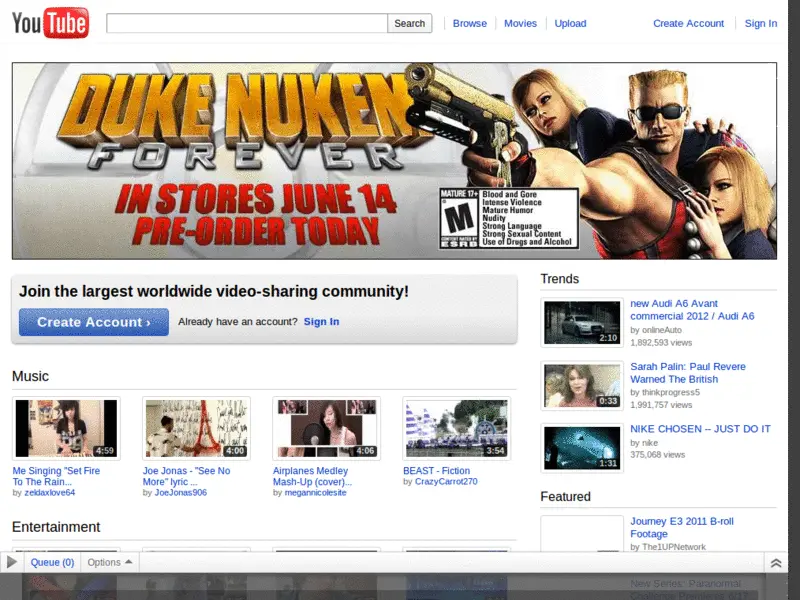 YouTube
Search
Browse
Movies
Upload
Create Account
Sign In
DUKE NUKEM
FOREVER
IN STORES JUNE 14
PRE-ORDER TODAY
MATURE 17+
M
CONTENT RATED BY
ESRB
Blood and Gore
Intense Violence
Mature Humor
Nudity
Strong Language
Strong Sexual Content
Use of Drugs and Alcohol
Join the largest worldwide video-sharing community!
Create Account ›
Already have an account? Sign In
Music
4:59
Me Singing "Set Fire
To The Rain...
by zeldaxlove64
4:00
Joe Jonas - "See No
More" lyric ...
by JoeJonas906
4:06
Airplanes Medley
Mash-Up (cover)...
by megannicolesite
3:54
BEAST - Fiction
by CrazyCarrot270
Entertainment
Trends
2:10
new Audi A6 Avant
commercial 2012 / Audi A6
by onlineAuto
1,892,593 views
0:33
Sarah Palin: Paul Revere
Warned The British
by thinkprogress5
1,991,757 views
1:31
NIKE CHOSEN -- JUST DO IT
by nike
375,068 views
Featured
Journey E3 2011 B-roll
Footage
by The1UPNetwork
Queue (0)
Options
New Series: Paranormal